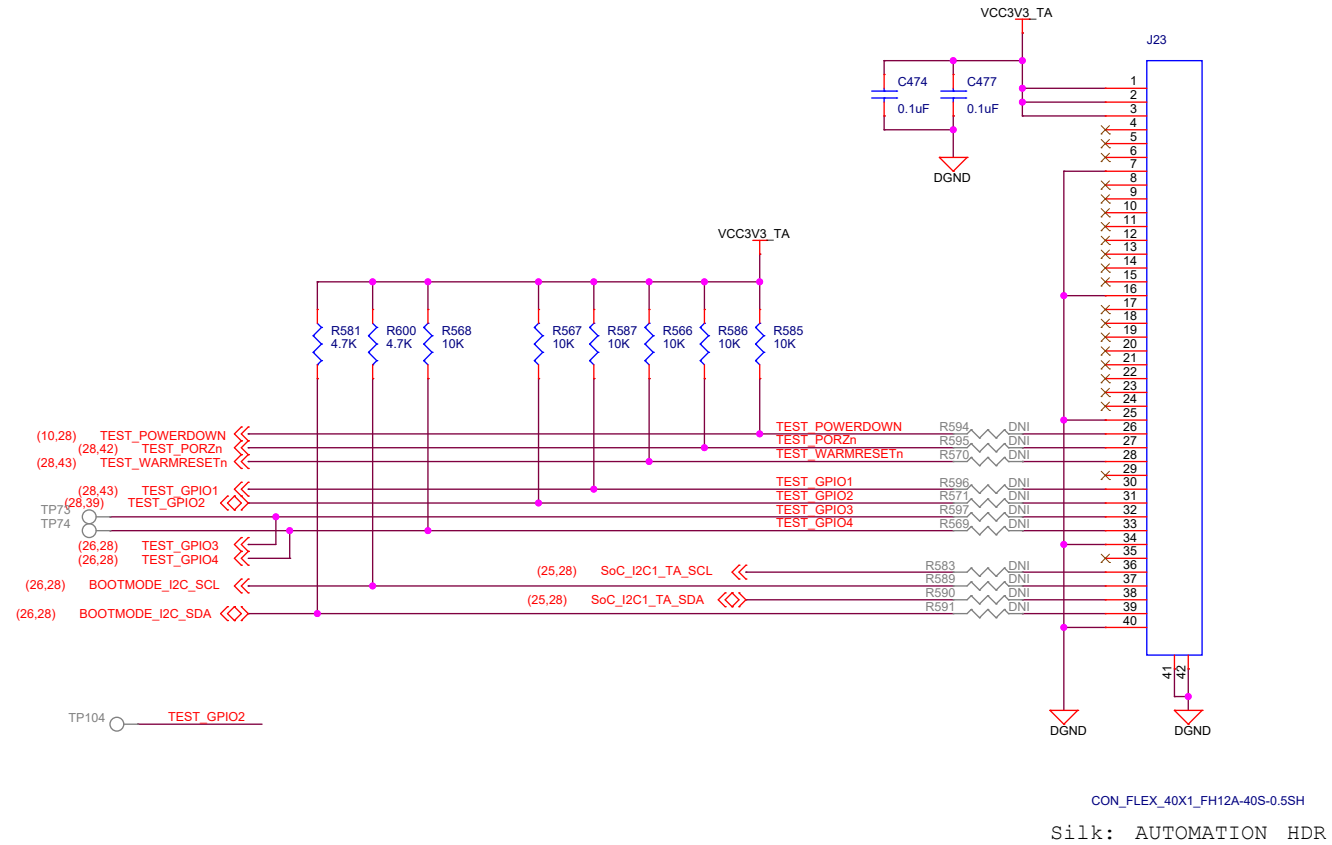 VCC3V3_TA
J23
C474
C477
0.1uF
0.1uF
DGND
1
2
3
4
5
6
7
8
9
10
11
12
13
14
15
16
17
18
19
20
21
22
23
24
25
26
27
28
29
30
31
32
33
34
35
36
37
38
39
40
41
42
VCC3V3_TA
R581
4.7K
R600
4.7K
R568
10K
R567
10K
R587
10K
R566
10K
R586
10K
R585
10K
(10,28) TEST_POWERDOWN
TEST_POWERDOWN
R594
DNI
(28,42) TEST_PORZn
TEST_PORZn
R595
DNI
(28,43) TEST_WARMRESETn
TEST_WARMRESETn
R570
DNI
(28,43) TEST_GPIO1
TEST_GPIO1
R596
DNI
(28,39) TEST_GPIO2
TEST_GPIO2
R571
DNI
TP73
TEST_GPIO3
R597
DNI
TP74
TEST_GPIO4
R569
DNI
(26,28) TEST_GPIO3
(26,28) TEST_GPIO4
(25,28) SoC_I2C1_TA_SCL
R583
DNI
(26,28) BOOTMODE_I2C_SCL
R589
DNI
(25,28) SoC_I2C1_TA_SDA
R590
DNI
(26,28) BOOTMODE_I2C_SDA
R591
DNI
TP104
TEST_GPIO2
DGND
DGND
CON_FLEX_40X1_FH12A-40S-0.5SH
Silk: AUTOMATION HDR